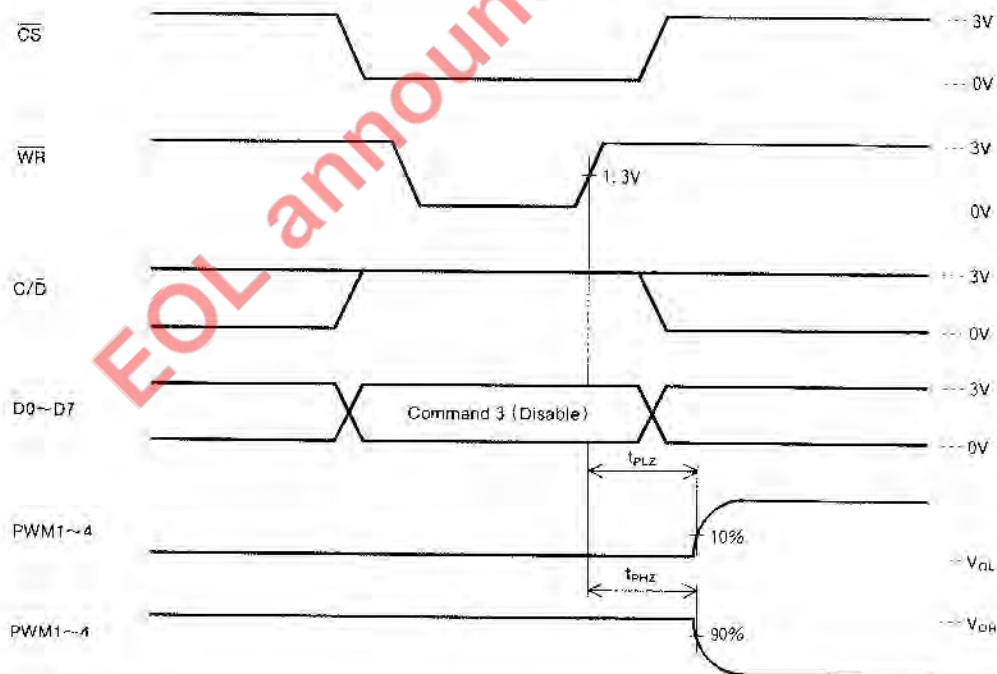 CS
3V
0V
WR
1.3V
3V
0V
C/D
3V
0V
D0~D7
Command 3 (Disable)
3V
0V
tPLZ
PWM1~4
10%
VOL
tPHZ
PWM1~4
90%
VOH
EOL announ